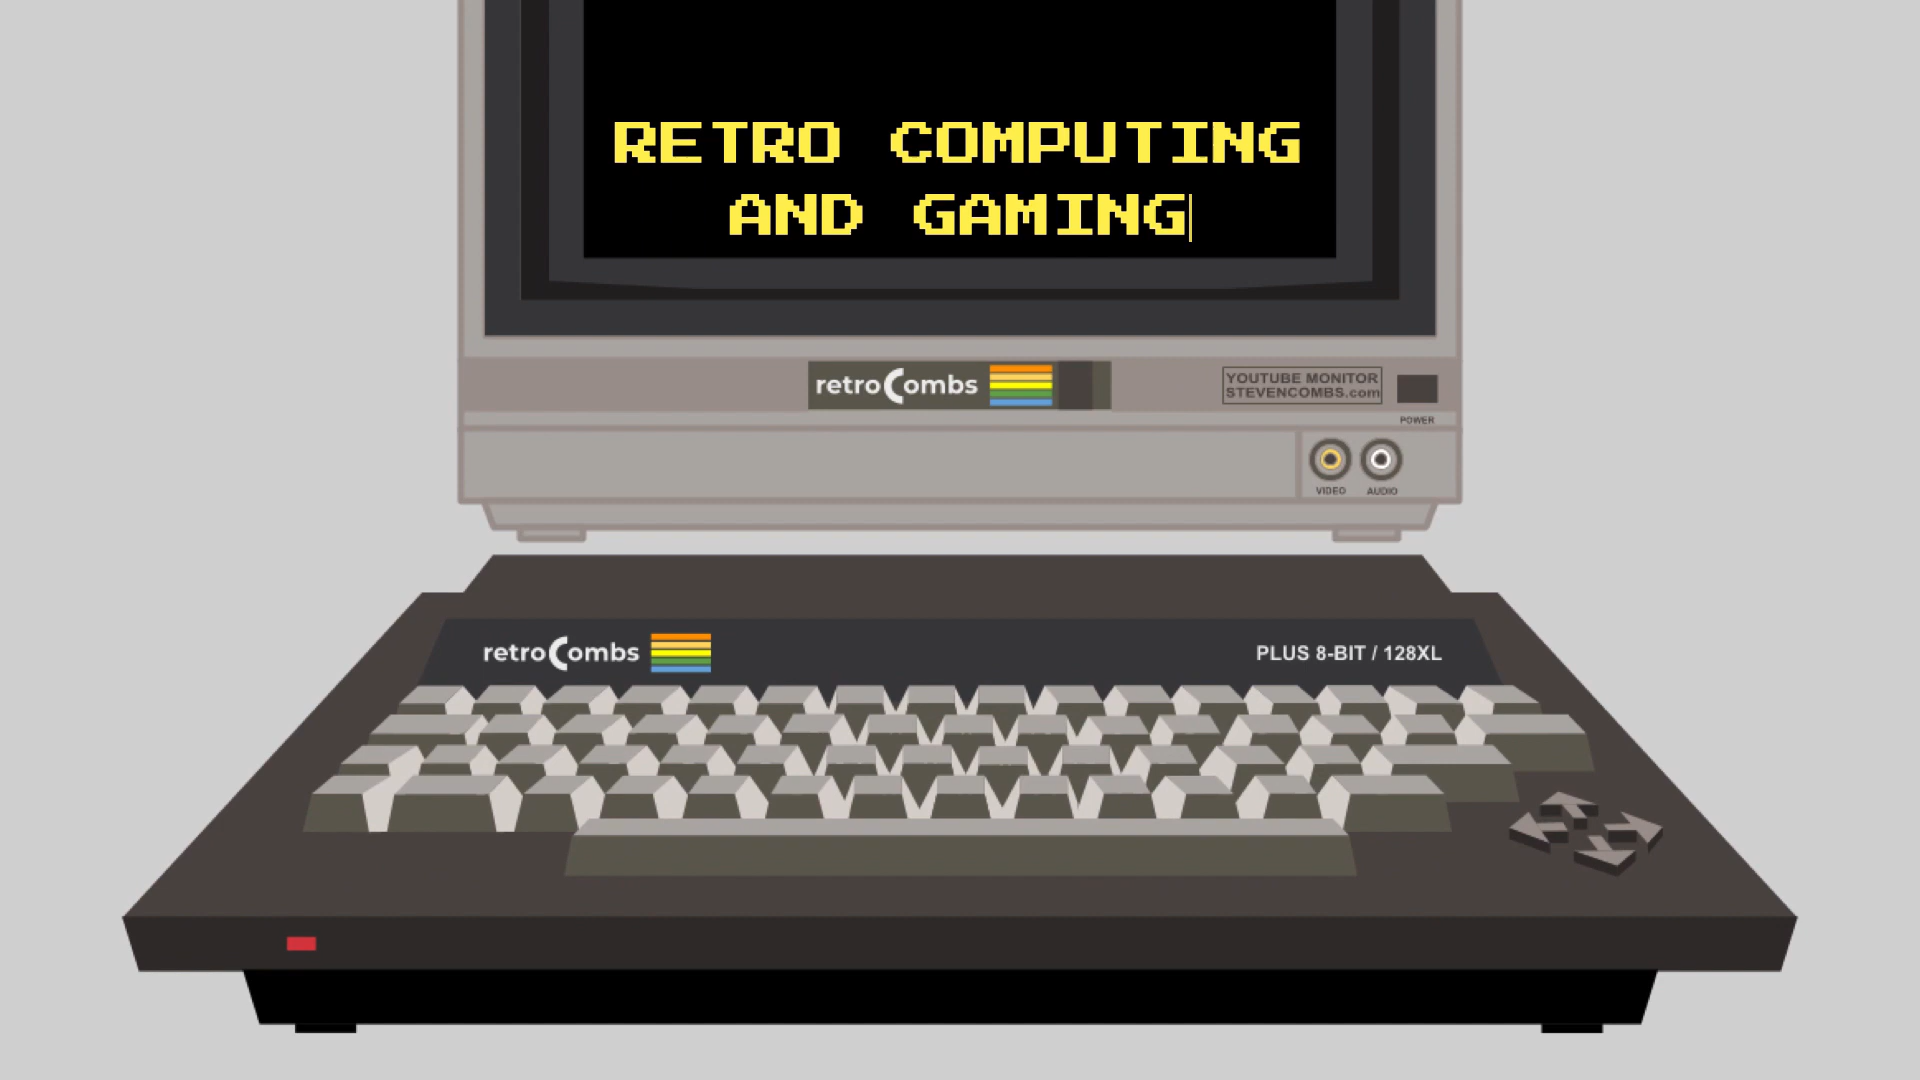 RETRO COMPUTING
AND GAMING
retroCombs
YOUTUBE MONITOR
STEVENCOMBS.com
POWER
VIDEO AUDIO
retroCombs
PLUS 8-BIT / 128XL